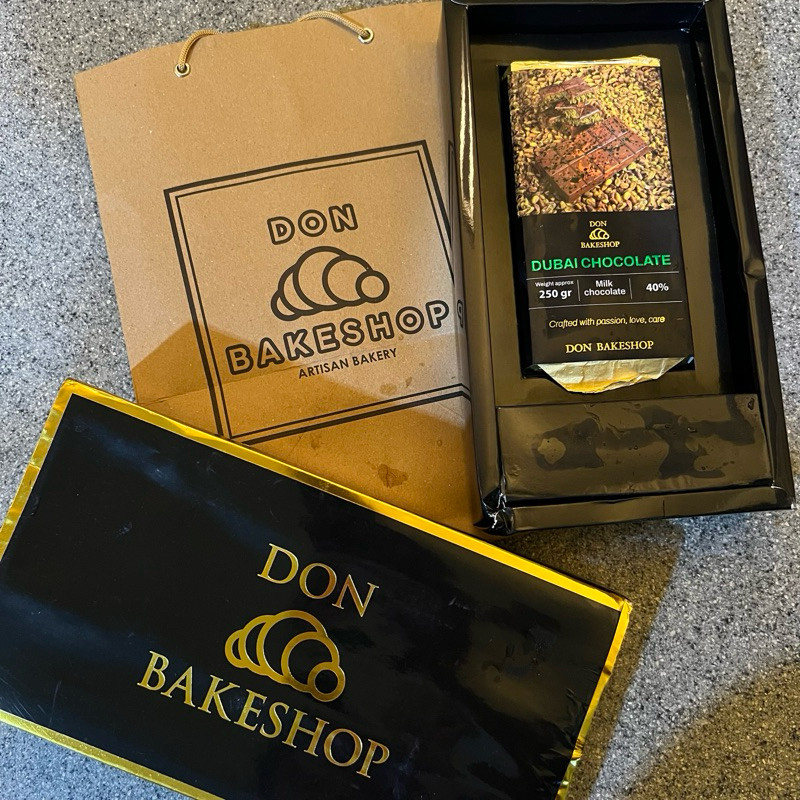 DON
BAKESHOP
ARTISAN BAKERY
DON
BAKESHOP
DUBAI CHOCOLATE
Weight approx
250 gr
Milk
chocolate
40%
Crafted with passion, love, care
DON BAKESHOP
DON
BAKESHOP